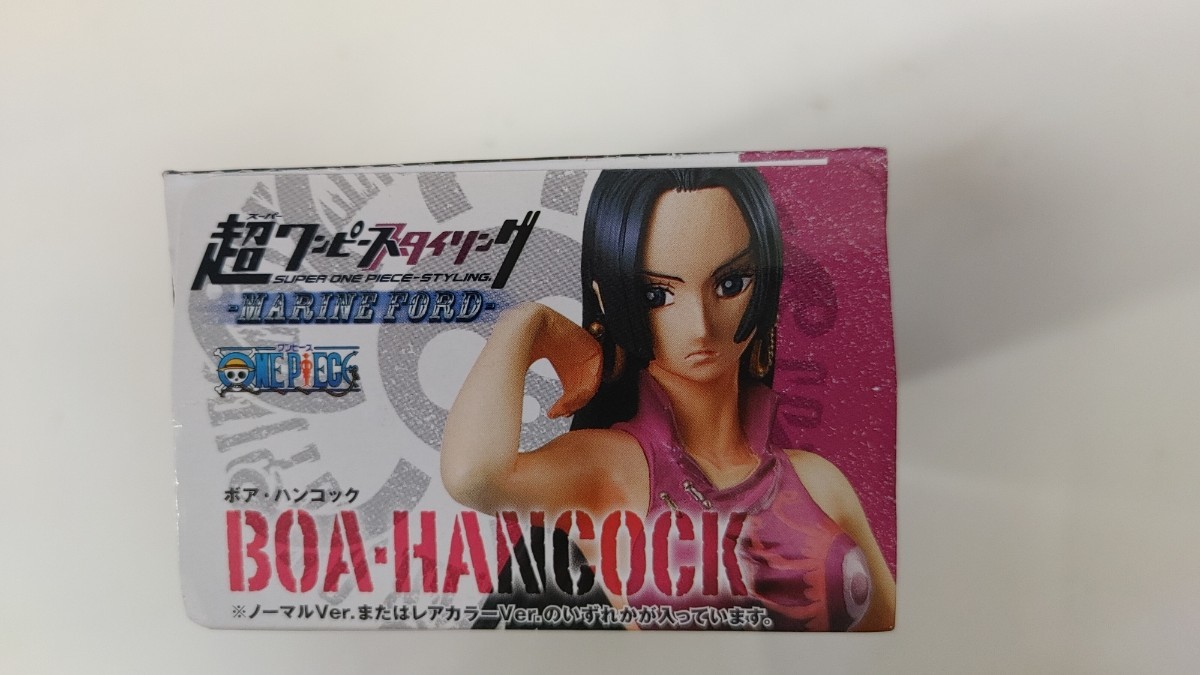 スーパー
超ワンピーススタイリング
SUPER ONE PIECE-STYLING
-MARINE FORD-
ワンピース
ONE PIECE
ボア・ハンコック
BOA·HANCOCK
※ノーマルVer.またはレアカラーVer.のいずれかが入っています。